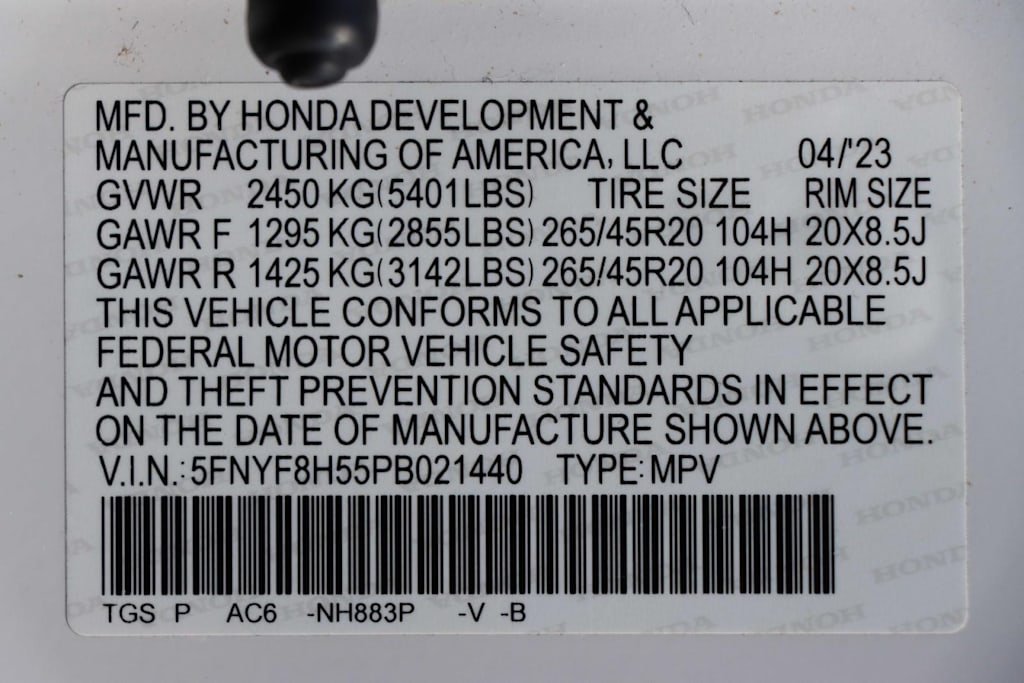 MFD. BY HONDA DEVELOPMENT &
MANUFACTURING OF AMERICA, LLC 04/'23
GVWR 2450 KG(5401LBS) TIRE SIZE RIM SIZE
GAWR F 1295 KG(2855LBS) 265/45R20 104H 20X8.5J
GAWR R 1425 KG(3142LBS) 265/45R20 104H 20X8.5J
THIS VEHICLE CONFORMS TO ALL APPLICABLE
FEDERAL MOTOR VEHICLE SAFETY
AND THEFT PREVENTION STANDARDS IN EFFECT
ON THE DATE OF MANUFACTURE SHOWN ABOVE.
V.I.N.: 5FNYF8H55PB021440 TYPE: MPV
TGS P AC6 -NH883P -V -B